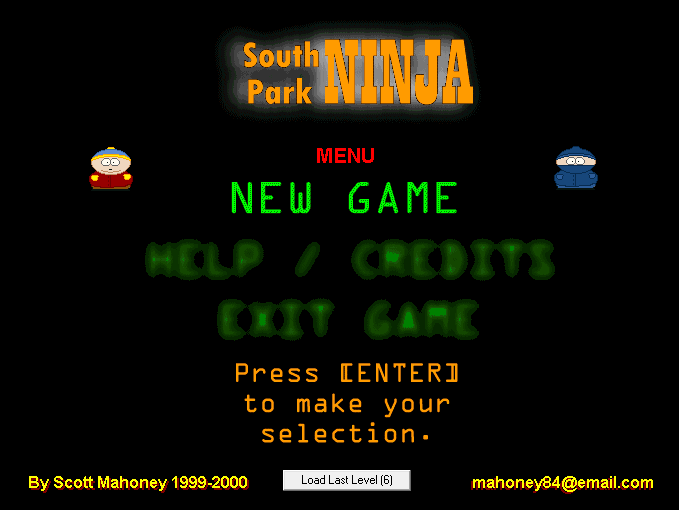 South Park NINJA
MENU
NEW GAME
HELP / CREDITS
EXIT GAME
Press [ENTER]
to make your
selection.
By Scott Mahoney 1999-2000
Load Last Level (6)
mahoney84@email.com